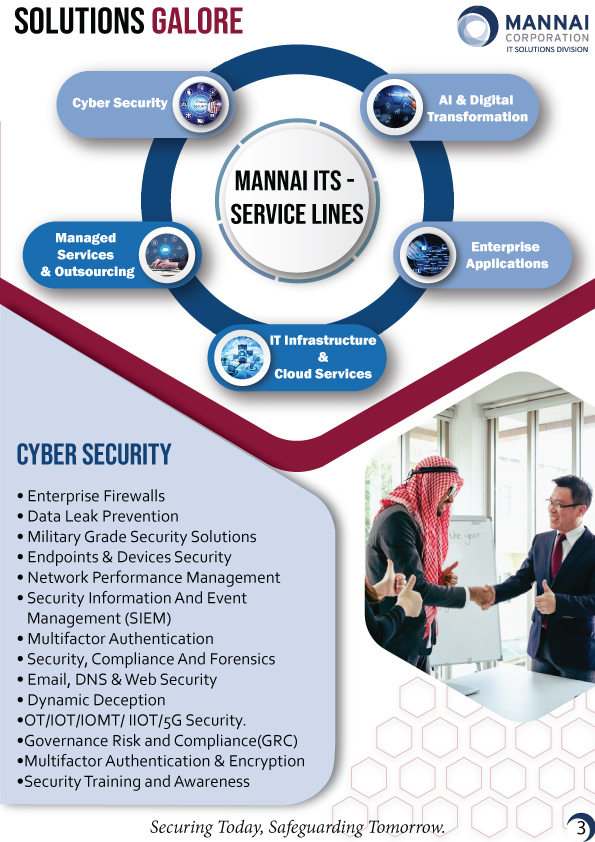 SOLUTIONS GALORE
MANNAI
CORPORATION
IT SOLUTIONS DIVISION
Cyber Security
AI & Digital
Transformation
MANNAI ITS -
SERVICE LINES
Managed
Services
& Outsourcing
Enterprise
Applications
IT Infrastructure
&
Cloud Services
CYBER SECURITY
• Enterprise Firewalls
• Data Leak Prevention
• Military Grade Security Solutions
• Endpoints & Devices Security
• Network Performance Management
• Security Information And Event
Management (SIEM)
• Multifactor Authentication
• Security, Compliance And Forensics
• Email, DNS & Web Security
• Dynamic Deception
•OT/IOT/IOMT/ IIOT/5G Security.
•Governance Risk and Compliance(GRC)
•Multifactor Authentication & Encryption
•Security Training and Awareness
Securing Today, Safeguarding Tomorrow.
3